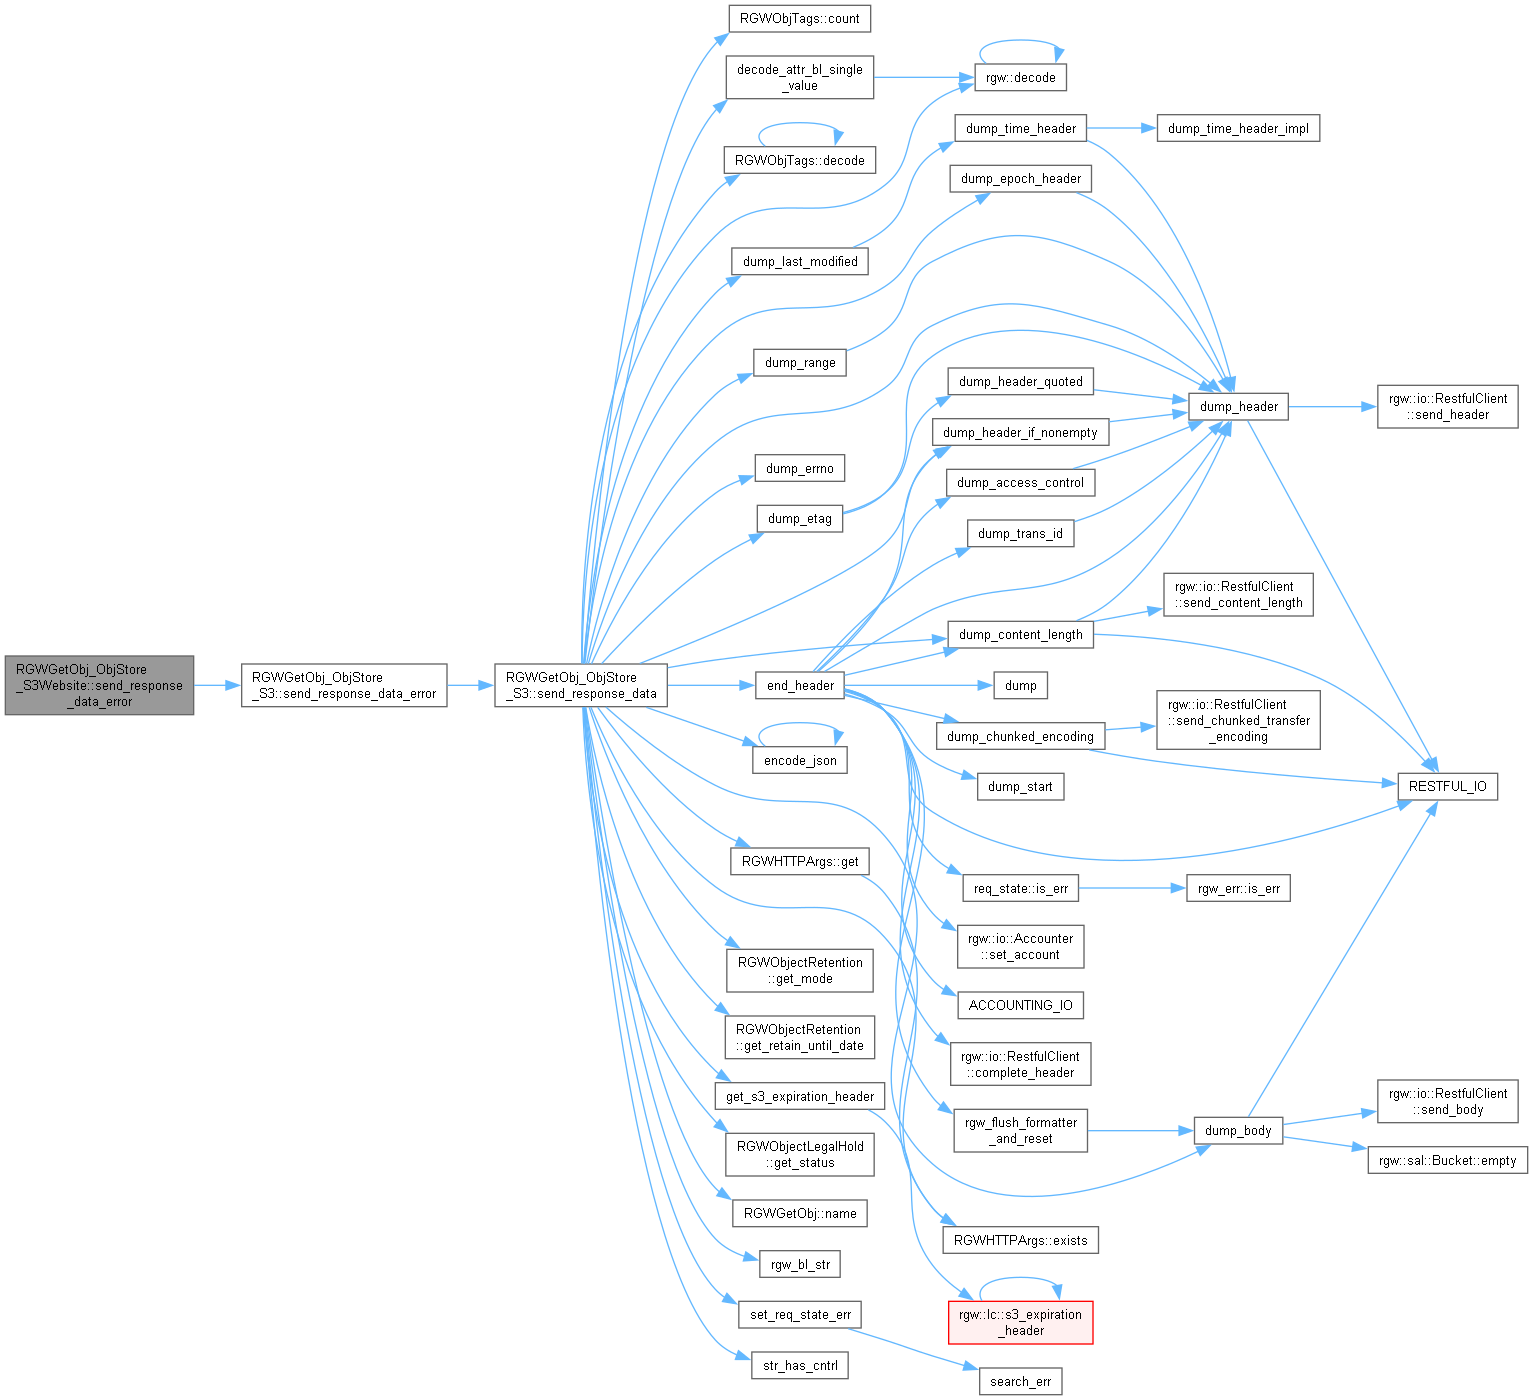 RGWGetObj_ObjStore
_S3Website::send_response
_data_error
RGWGetObj_ObjStore
_S3::send_response_data_error
RGWGetObj_ObjStore
_S3::send_response_data
RGWObjTags::count
decode_attr_bl_single
_value
RGWObjTags::decode
dump_last_modified
dump_range
dump_errno
dump_etag
end_header
encode_json
RGWHTTPArgs::get
RGWObjectRetention
::get_mode
RGWObjectRetention
::get_retain_until_date
get_s3_expiration_header
RGWObjectLegalHold
::get_status
RGWGetObj::name
rgw_bl_str
set_req_state_err
str_has_cntrl
rgw::decode
dump_time_header
dump_epoch_header
dump_header_quoted
dump_header_if_nonempty
dump_access_control
dump_trans_id
dump_content_length
dump
dump_chunked_encoding
dump_start
req_state::is_err
rgw::io::Accounter
::set_account
ACCOUNTING_IO
rgw::io::RestfulClient
::complete_header
rgw_flush_formatter
_and_reset
RGWHTTPArgs::exists
rgw::lc::s3_expiration
_header
search_err
dump_time_header_impl
dump_header
rgw::io::RestfulClient
::send_content_length
rgw::io::RestfulClient
::send_chunked_transfer
_encoding
rgw_err::is_err
dump_body
rgw::io::RestfulClient
::send_header
RESTFUL_IO
rgw::io::RestfulClient
::send_body
rgw::sal::Bucket::empty